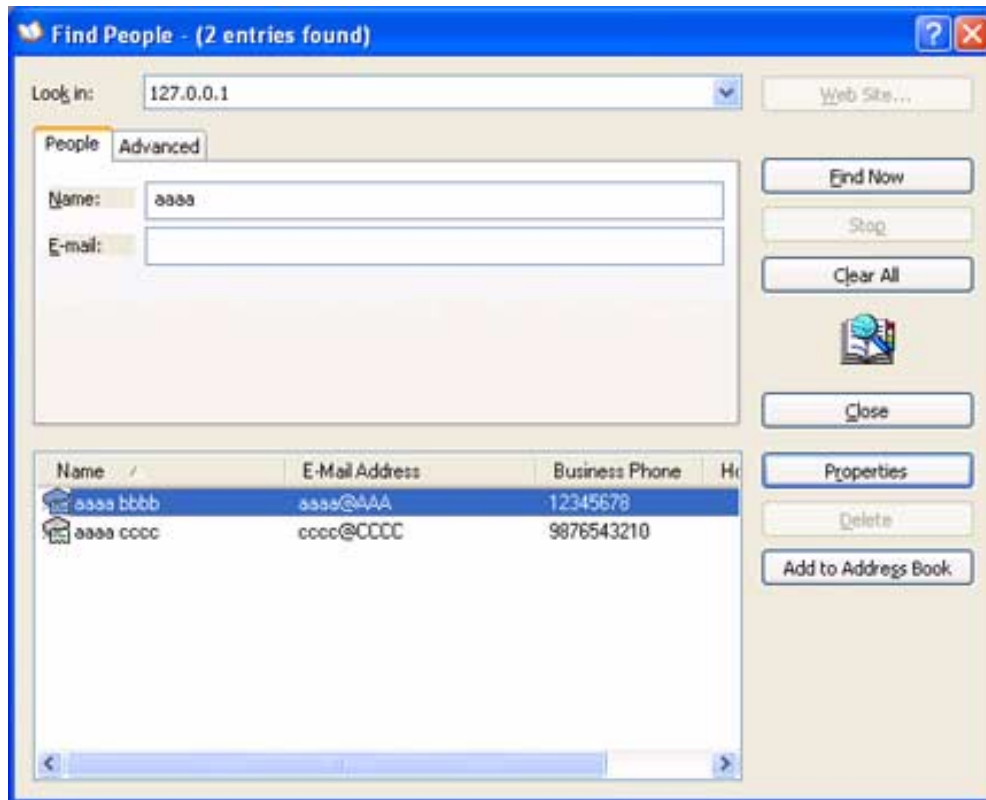 Find People - (2 entries found)
Look in: 127.0.0.1 Web Site...
People Advanced
Find Now
Name: aaaa
Stop
E-mail:
Clear All
Close
Name E-Mail Address Business Phone Ho
Properties
aaaa bbbb aaaa@AAA 12345678
aaaa cccc cccc@CCCC 9876543210
Delete
Add to Address Book